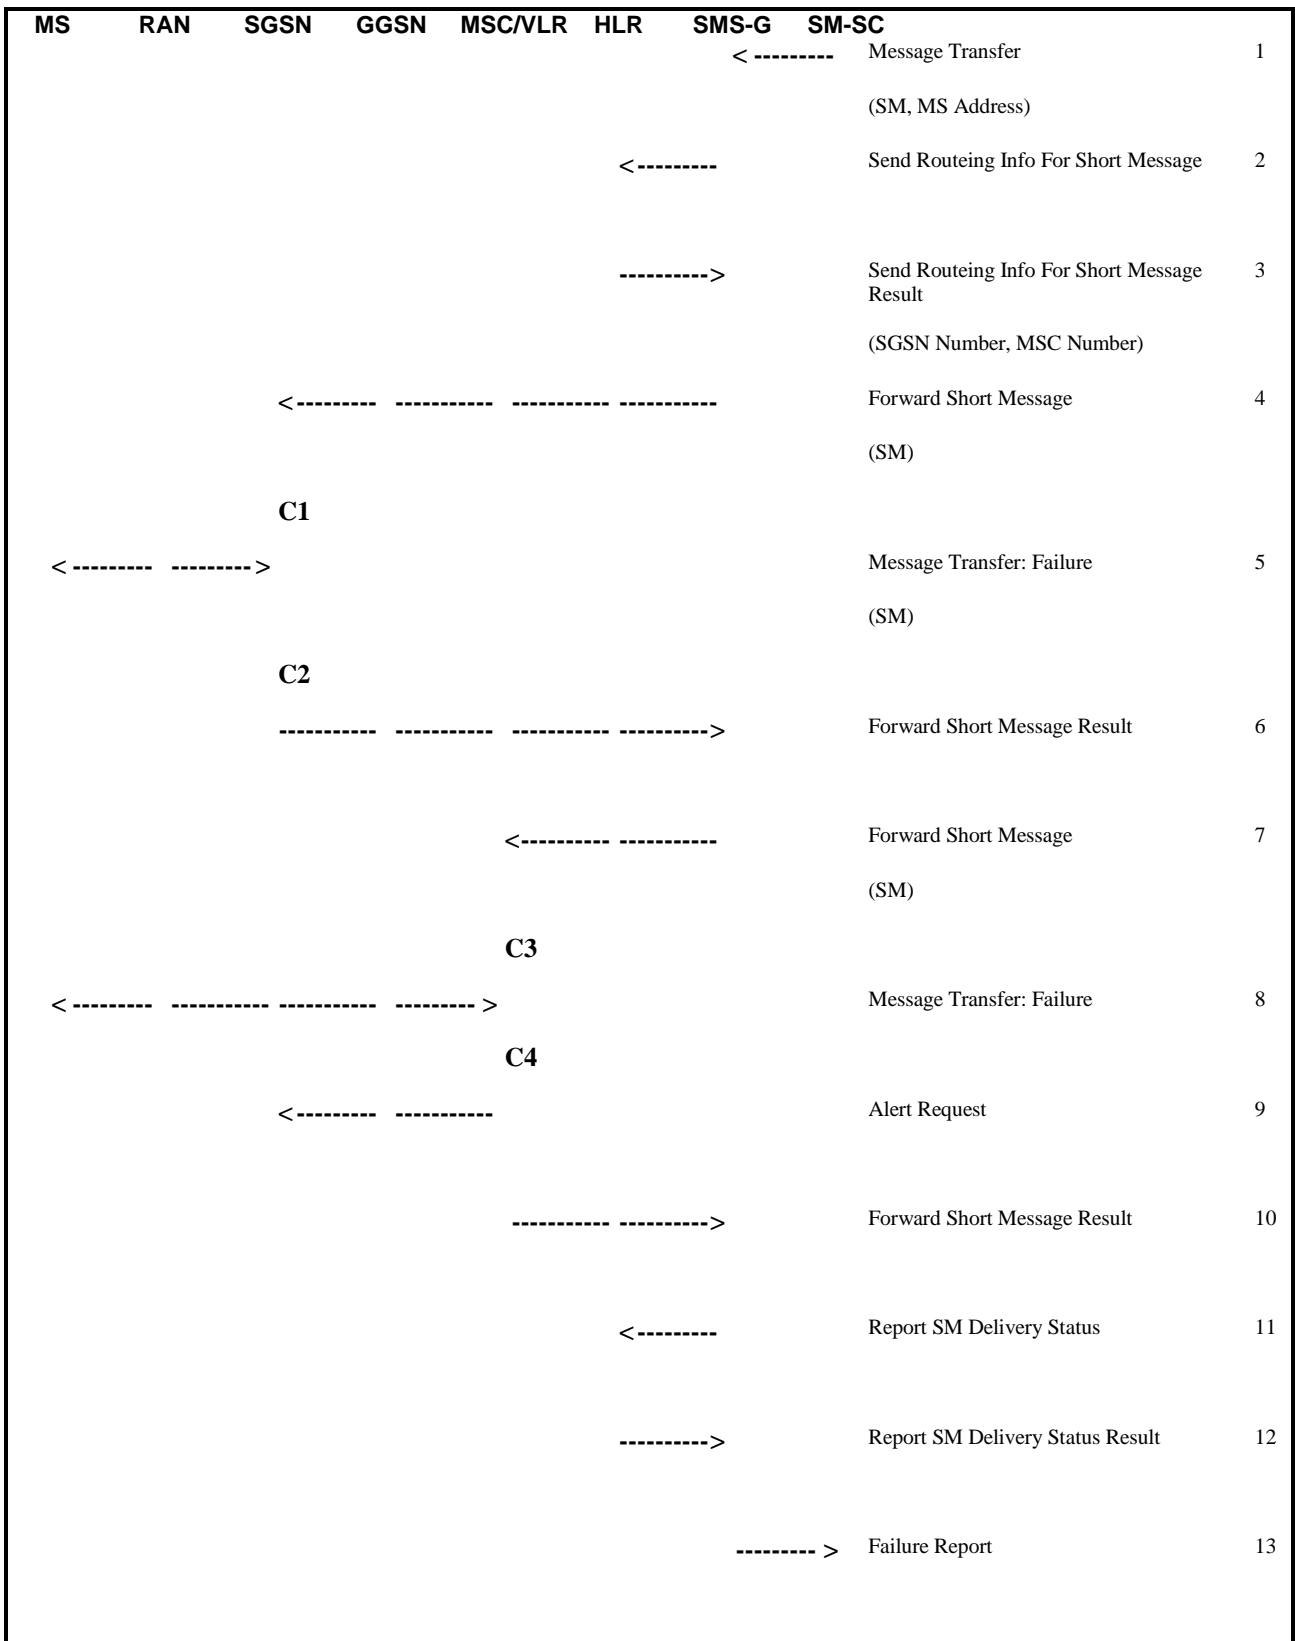 MS RAN SGSN GGSN MSC/VLR HLR SMS-G SM-SC
< --------- Message Transfer 1
(SM, MS Address)
<--------- Send Routeing Info For Short Message 2
----------> Send Routeing Info For Short Message 3
Result
(SGSN Number, MSC Number)
<--------- ----------- ----------- ----------- Forward Short Message 4
(SM)
C1
< --------- --------- > Message Transfer: Failure 5
(SM)
C2
----------- ----------- ----------- ----------> Forward Short Message Result 6
<---------- ----------- Forward Short Message 7
(SM)
C3
< --------- ----------- ----------- --------- > Message Transfer: Failure 8
C4
<--------- ----------- Alert Request 9
----------- ----------> Forward Short Message Result 10
<--------- Report SM Delivery Status 11
----------> Report SM Delivery Status Result 12
--------- > Failure Report 13